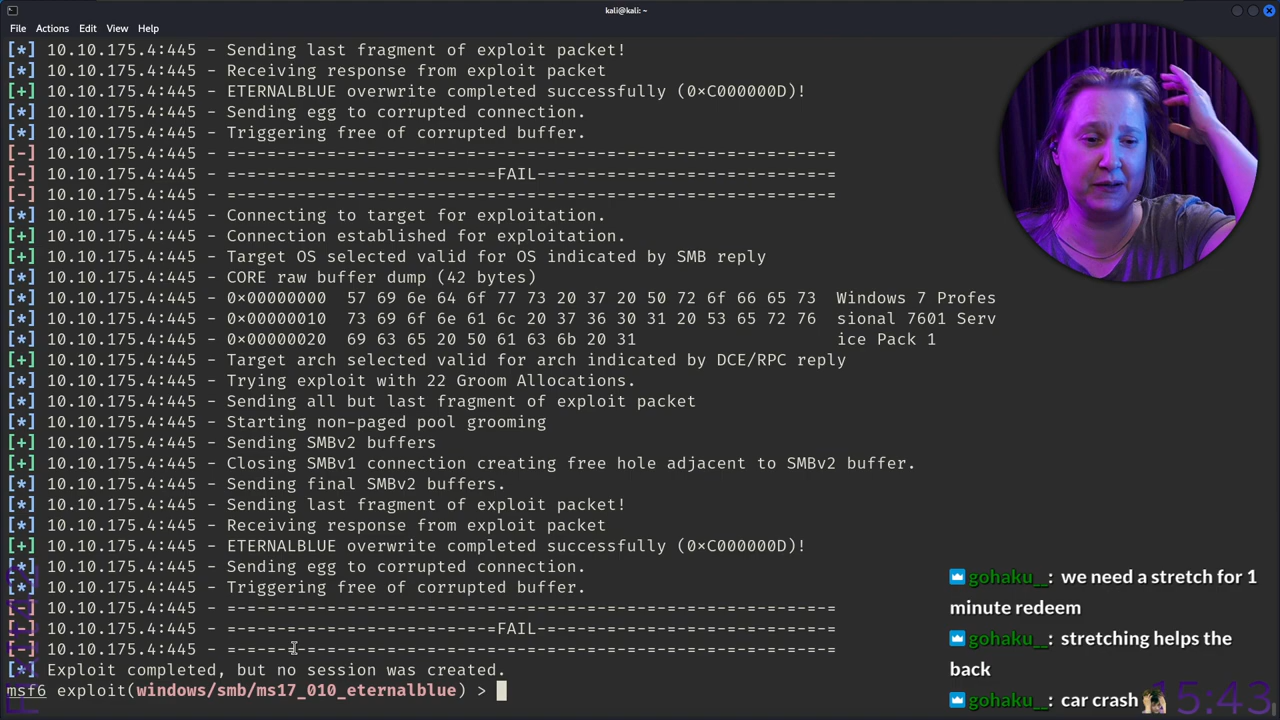 kali@kali: ~
File Actions Edit View Help
[*] 10.10.175.4:445 - Sending last fragment of exploit packet!
[*] 10.10.175.4:445 - Receiving response from exploit packet
[+] 10.10.175.4:445 - ETERNALBLUE overwrite completed successfully (0×C000000D)!
[*] 10.10.175.4:445 - Sending egg to corrupted connection.
[*] 10.10.175.4:445 - Triggering free of corrupted buffer.
[-] 10.10.175.4:445 - =-=-=-=-=-=-=-=-=-=-=-=-=-=-=-=-=-=-=-=-=-=-=-=-=-=-=-=-=-=-=
[-] 10.10.175.4:445 - =-=-=-=-=-=-=-=-=-=-=-=-=-=FAIL-=-=-=-=-=-=-=-=-=-=-=-=-=-=-=
[-] 10.10.175.4:445 - =-=-=-=-=-=-=-=-=-=-=-=-=-=-=-=-=-=-=-=-=-=-=-=-=-=-=-=-=-=-=
[*] 10.10.175.4:445 - Connecting to target for exploitation.
[+] 10.10.175.4:445 - Connection established for exploitation.
[+] 10.10.175.4:445 - Target OS selected valid for OS indicated by SMB reply
[*] 10.10.175.4:445 - CORE raw buffer dump (42 bytes)
[*] 10.10.175.4:445 - 0×00000000 57 69 6e 64 6f 77 73 20 37 20 50 72 6f 66 65 73 Windows 7 Profes
[*] 10.10.175.4:445 - 0×00000010 73 69 6f 6e 61 6c 20 37 36 30 31 20 53 65 72 76 sional 7601 Serv
[*] 10.10.175.4:445 - 0×00000020 69 63 65 20 50 61 63 6b 20 31 ice Pack 1
[+] 10.10.175.4:445 - Target arch selected valid for arch indicated by DCE/RPC reply
[*] 10.10.175.4:445 - Trying exploit with 22 Groom Allocations.
[*] 10.10.175.4:445 - Sending all but last fragment of exploit packet
[*] 10.10.175.4:445 - Starting non-paged pool grooming
[+] 10.10.175.4:445 - Sending SMBv2 buffers
[+] 10.10.175.4:445 - Closing SMBv1 connection creating free hole adjacent to SMBv2 buffer.
[*] 10.10.175.4:445 - Sending final SMBv2 buffers.
[*] 10.10.175.4:445 - Sending last fragment of exploit packet!
[*] 10.10.175.4:445 - Receiving response from exploit packet
[+] 10.10.175.4:445 - ETERNALBLUE overwrite completed successfully (0×C000000D)!
[*] 10.10.175.4:445 - Sending egg to corrupted connection.
[*] 10.10.175.4:445 - Triggering free of corrupted buffer.
[-] 10.10.175.4:445 - =-=-=-=-=-=-=-=-=-=-=-=-=-=-=-=-=-=-=-=-=-=-=-=-=-=-=-=-=-=-=
[-] 10.10.175.4:445 - =-=-=-=-=-=-=-=-=-=-=-=-=-=FAIL-=-=-=-=-=-=-=-=-=-=-=-=-=-=-=
[-] 10.10.175.4:445 - =-=-=-=-=-=-=-=-=-=-=-=-=-=-=-=-=-=-=-=-=-=-=-=-=-=-=-=-=-=-=
[*] Exploit completed, but no session was created.
msf6 exploit(windows/smb/ms17_010_eternalblue) >
gohaku__: we need a stretch for 1
minute redeem
gohaku__: stretching helps the
back
gohaku__: car crash
15:43